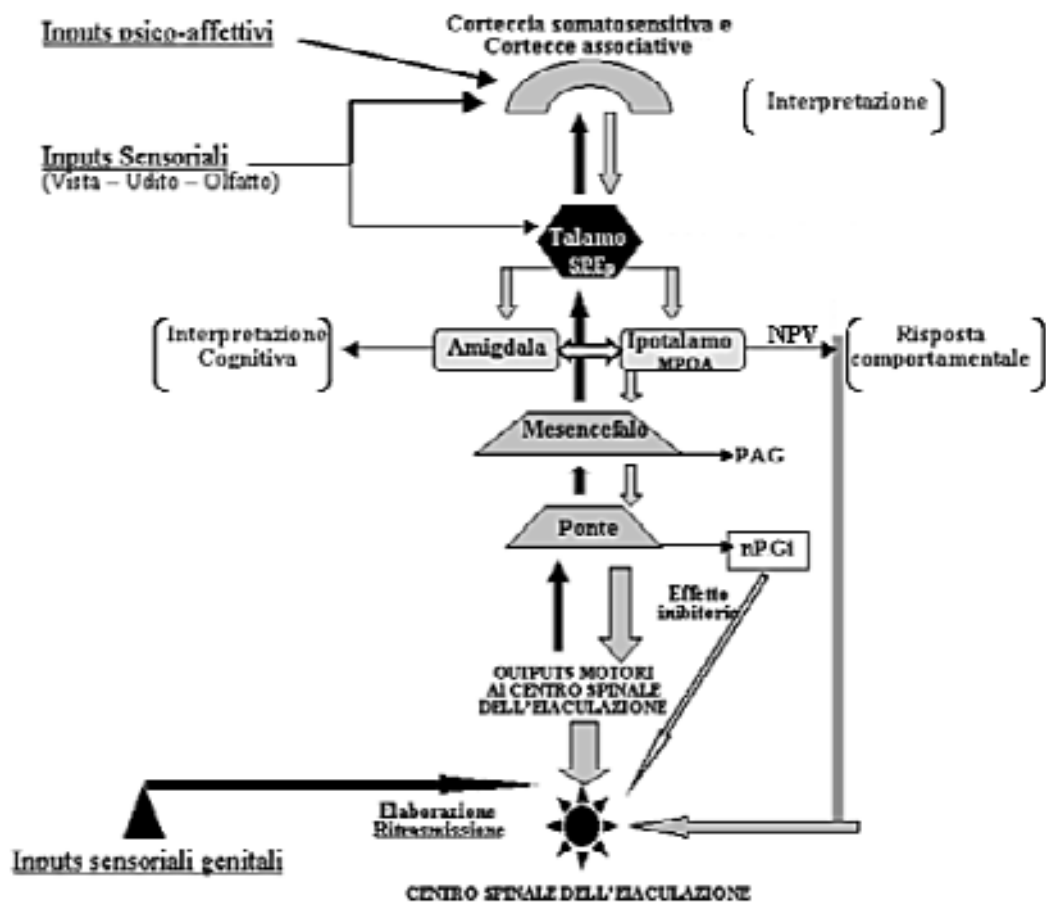 Inputs psico-affettivi
Corteccia somatosensitiva e
Cortecce associative
Interpretazione
Inputs Sensoriali
(Vista – Udito – Olfatto)
Talamo
SPFp
Interpretazione
Cognitiva
Amigdala
Ipotalamo
MPOA
NPV
Risposta
comportamentale
Mesencefalo
PAG
Ponte
nPGi
Effetto
inibitorio
OUTPUTS MOTORI
Al CENTRO SPINALE
DELL'EIACULAZIONE
Elaborazione
Ritrasmissione
Inputs sensoriali genitali
CENTRO SPINALE DELL'EIACULAZIONE